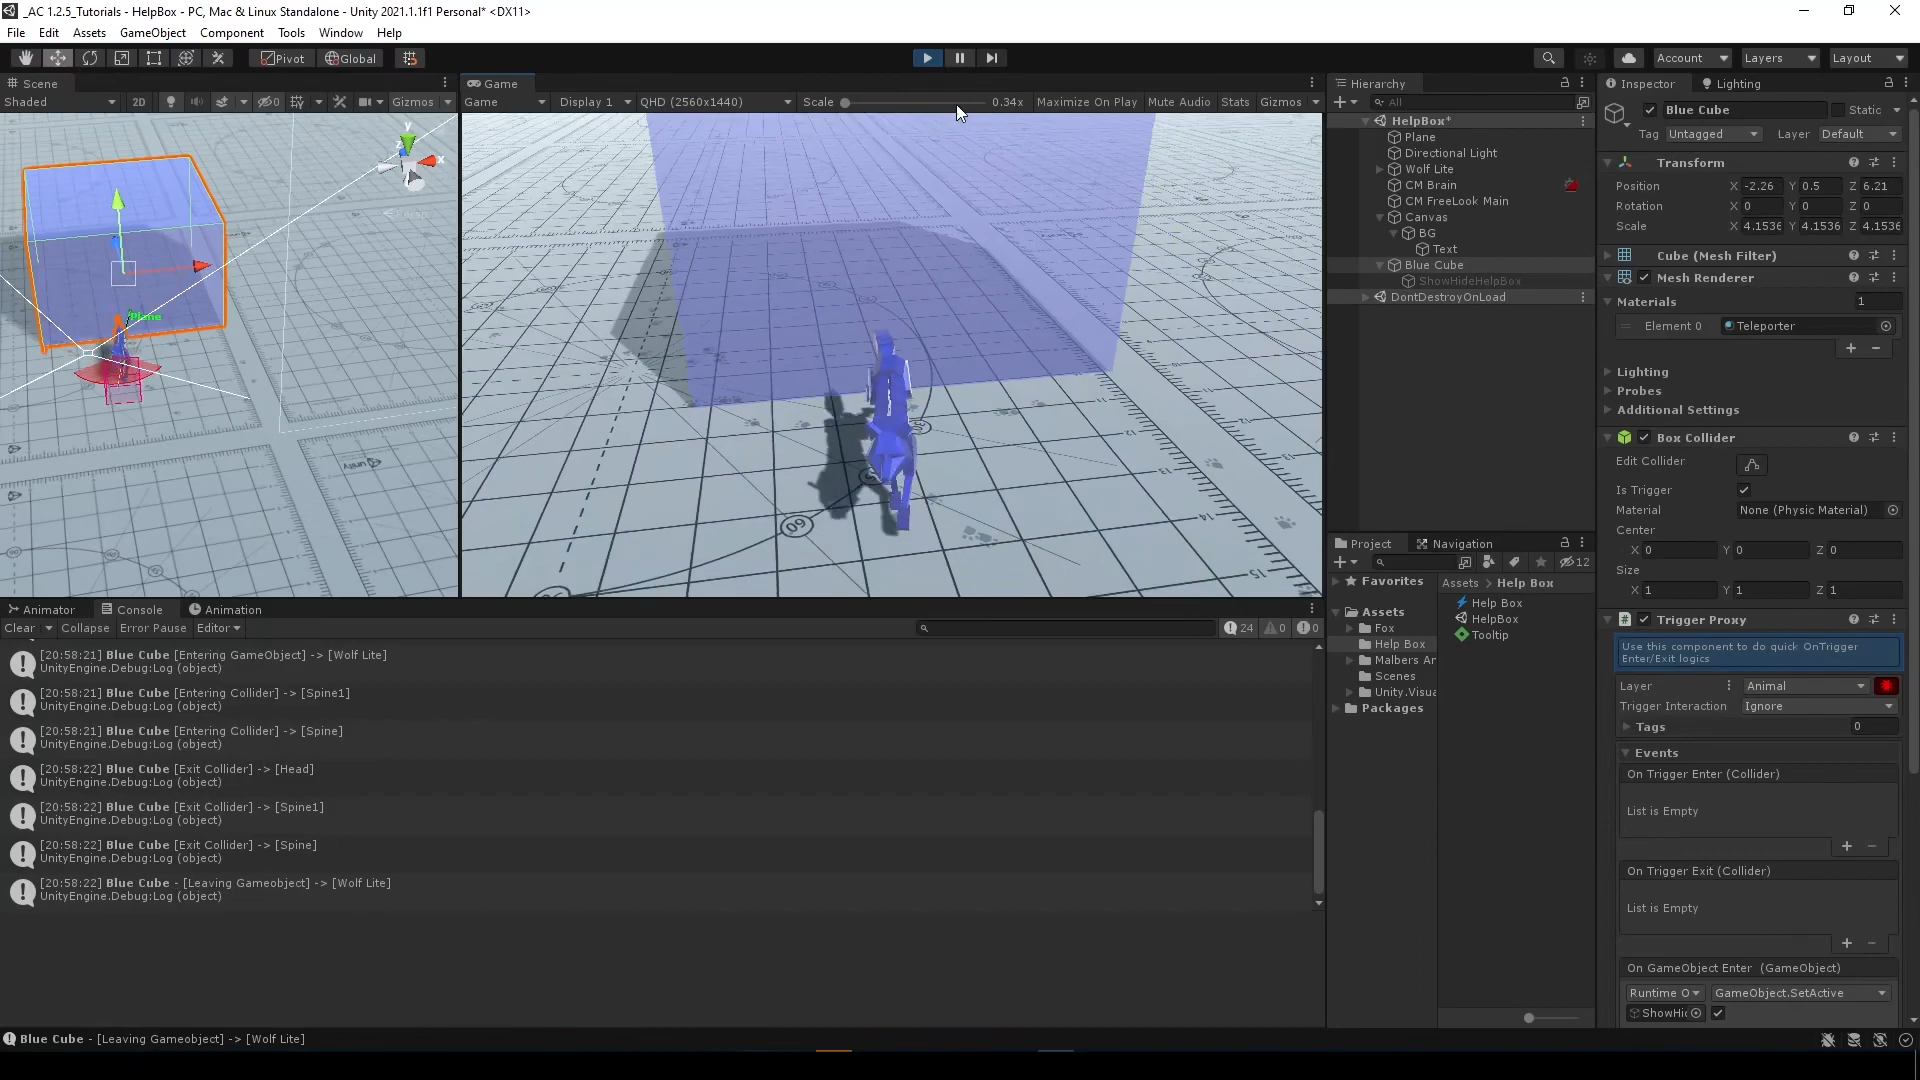 _AC 1.2.5_Tutorials - HelpBox - PC, Mac & Linux Standalone - Unity 2021.1.1f1 Personal* <DX11>
File Edit Assets GameObject Component Tools Window Help
Pivot Global Account Layers Layout
Scene
Shaded 2D Gizmos
Game
Game Display 1 QHD (2560x1440) Scale 0.34x Maximize On Play Mute Audio Stats Gizmos
y
x
Plane
60
15
14
13
12
Hierarchy
All
HelpBox*
Plane
Directional Light
Wolf Lite
CM Brain
CM FreeLook Main
Canvas
BG
Text
Blue Cube
ShowHideHelpBox
DontDestroyOnLoad
Project Navigation
12
Favorites
Assets
Fox
Help Box
Malbers Ar
Scenes
Unity.Visua
Packages
Assets > Help Box
Help Box
HelpBox
Tooltip
Inspector Lighting
Blue Cube Static
Tag Untagged Layer Default
Transform
Position X -2.26 Y 0.5 Z 6.21
Rotation X 0 Y 0 Z 0
Scale X 4.1536 Y 4.1536 Z 4.1536
Cube (Mesh Filter)
Mesh Renderer
Materials 1
Element 0 Teleporter
Lighting
Probes
Additional Settings
Box Collider
Edit Collider
Is Trigger
Material None (Physic Material)
Center
X 0 Y 0 Z 0
Size
X 1 Y 1 Z 1
Trigger Proxy
Use this component to do quick OnTrigger
Enter/Exit logics
Layer Animal
Trigger Interaction Ignore
Tags 0
Events
On Trigger Enter (Collider)
List is Empty
On Trigger Exit (Collider)
List is Empty
On GameObject Enter (GameObject)
Runtime O GameObject.SetActive
ShowHi
Animator Console Animation
Clear Collapse Error Pause Editor 24 0 0
[20:58:21] Blue Cube [Entering GameObject] -> [Wolf Lite]
UnityEngine.Debug:Log (object)
[20:58:21] Blue Cube [Entering Collider] -> [Spine1]
UnityEngine.Debug:Log (object)
[20:58:21] Blue Cube [Entering Collider] -> [Spine]
UnityEngine.Debug:Log (object)
[20:58:22] Blue Cube [Exit Collider] -> [Head]
UnityEngine.Debug:Log (object)
[20:58:22] Blue Cube [Exit Collider] -> [Spine1]
UnityEngine.Debug:Log (object)
[20:58:22] Blue Cube [Exit Collider] -> [Spine]
UnityEngine.Debug:Log (object)
[20:58:22] Blue Cube - [Leaving Gameobject] -> [Wolf Lite]
UnityEngine.Debug:Log (object)
Blue Cube - [Leaving Gameobject] -> [Wolf Lite]